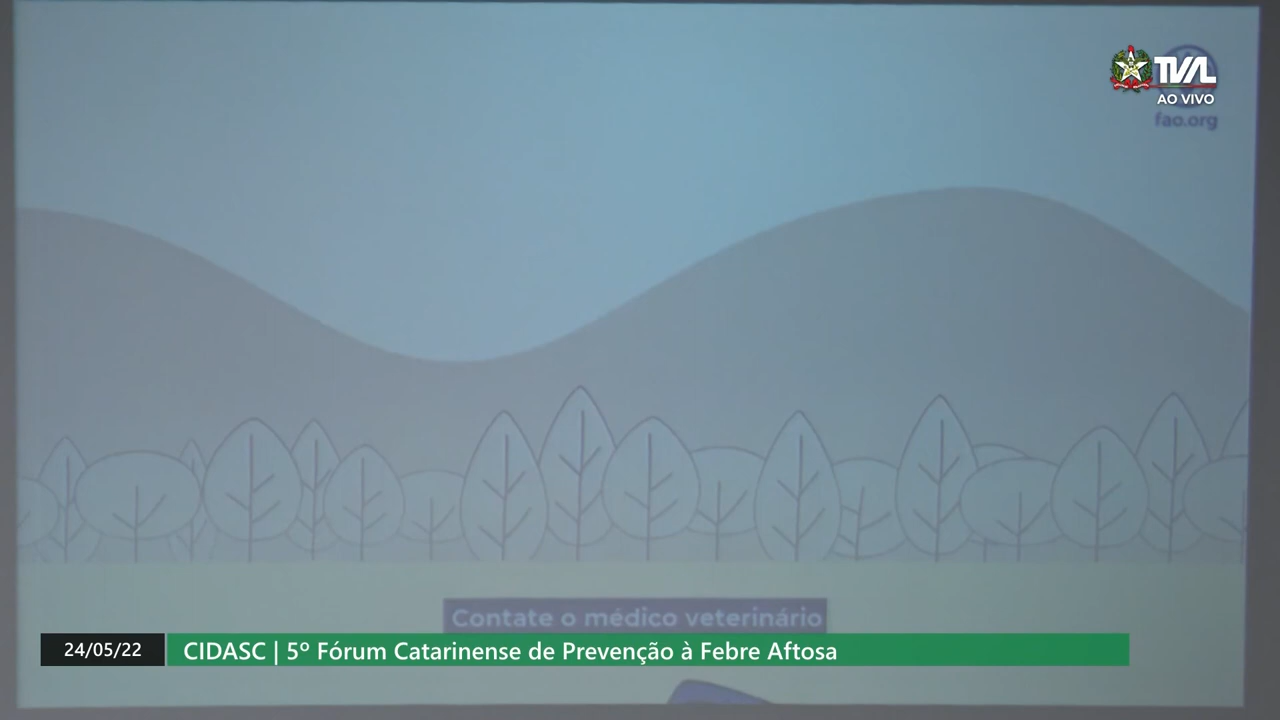 TVAL
AO VIVO
fao.org
Contate o médico veterinário
24/05/22
CIDASC | 5º Fórum Catarinense de Prevenção à Febre Aftosa